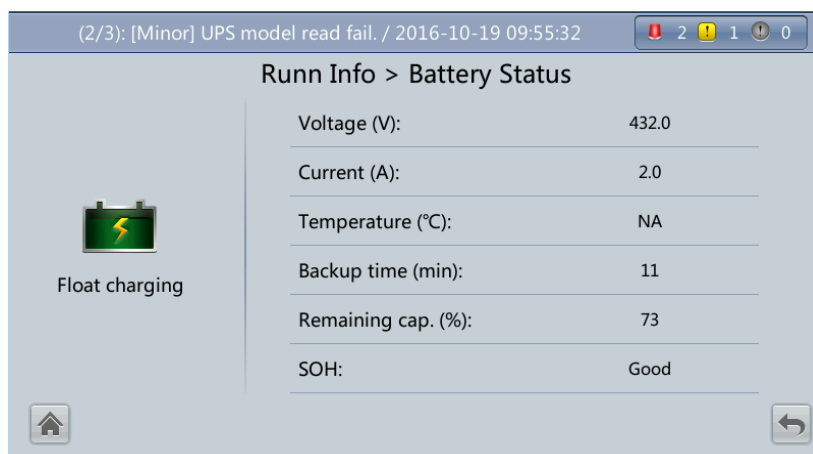 (2/3): [Minor] UPS model read fail. / 2016-10-19 09:55:32 2 1 0
Runn Info > Battery Status
Voltage (V): 432.0
Current (A): 2.0
Temperature (℃): NA
Backup time (min): 11
Float charging
Remaining cap. (%): 73
SOH: Good